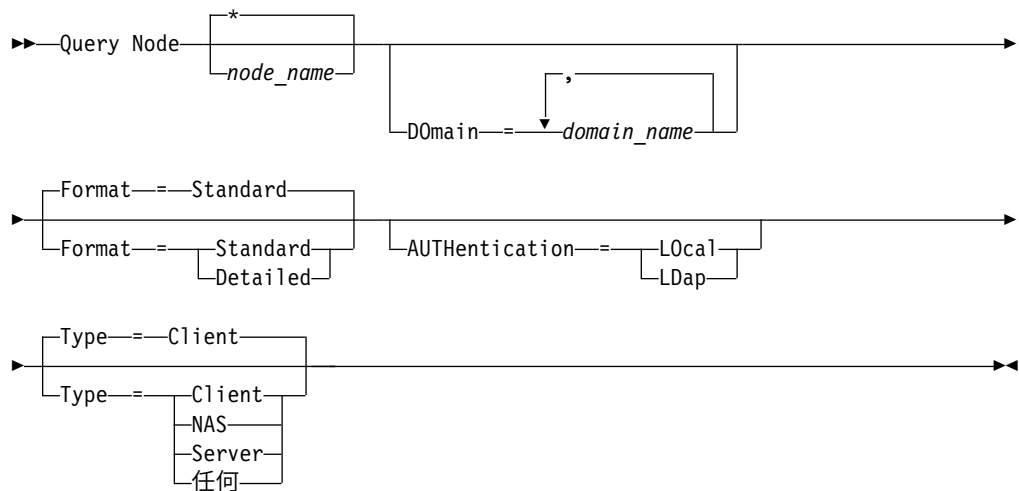 *
Query Node
node_name
,
DOmain = domain_name
Format = Standard
Format = Standard
Detailed
AUTHentication = LOcal
LDap
Type = Client
Type = Client
NAS
Server
任何